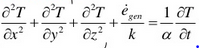 ∂²T/∂x² + ∂²T/∂y² + ∂²T/∂z² + ė_gen/k = 1/α ∂T/∂t